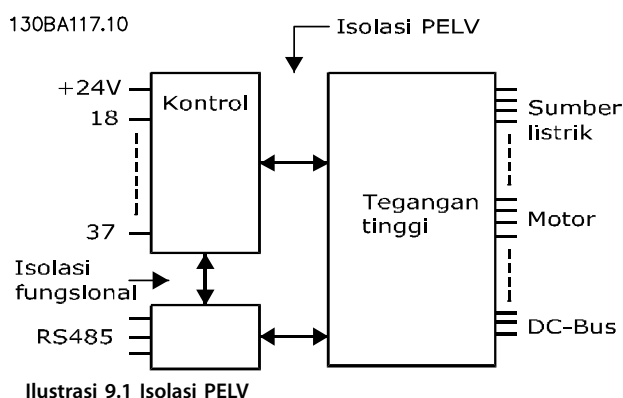 130BA117.10
Isolasi PELV
+24V
18
37
Kontrol
Tegangan
tinggi
Sumber
listrik
Motor
DC-Bus
Isolasi
fungslonal
RS485
Ilustrasi 9.1 Isolasi PELV